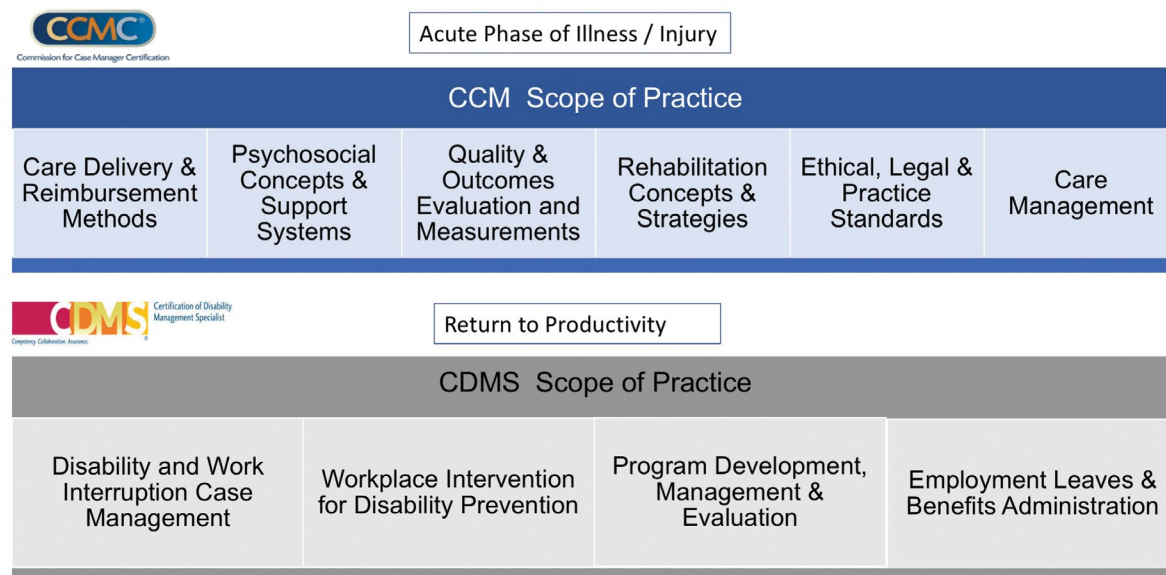 CCMC®
Commission for Case Manager Certification
Acute Phase of Illness / Injury
CCM Scope of Practice
Care Delivery &
Reimbursement
Methods
Psychosocial
Concepts &
Support
Systems
Quality &
Outcomes
Evaluation and
Measurements
Rehabilitation
Concepts &
Strategies
Ethical, Legal &
Practice
Standards
Care
Management
CDMS®
Certification of Disability
Management Specialist
Competency. Collaboration. Assurance.
Return to Productivity
CDMS Scope of Practice
Disability and Work
Interruption Case
Management
Workplace Intervention
for Disability Prevention
Program Development,
Management &
Evaluation
Employment Leaves &
Benefits Administration